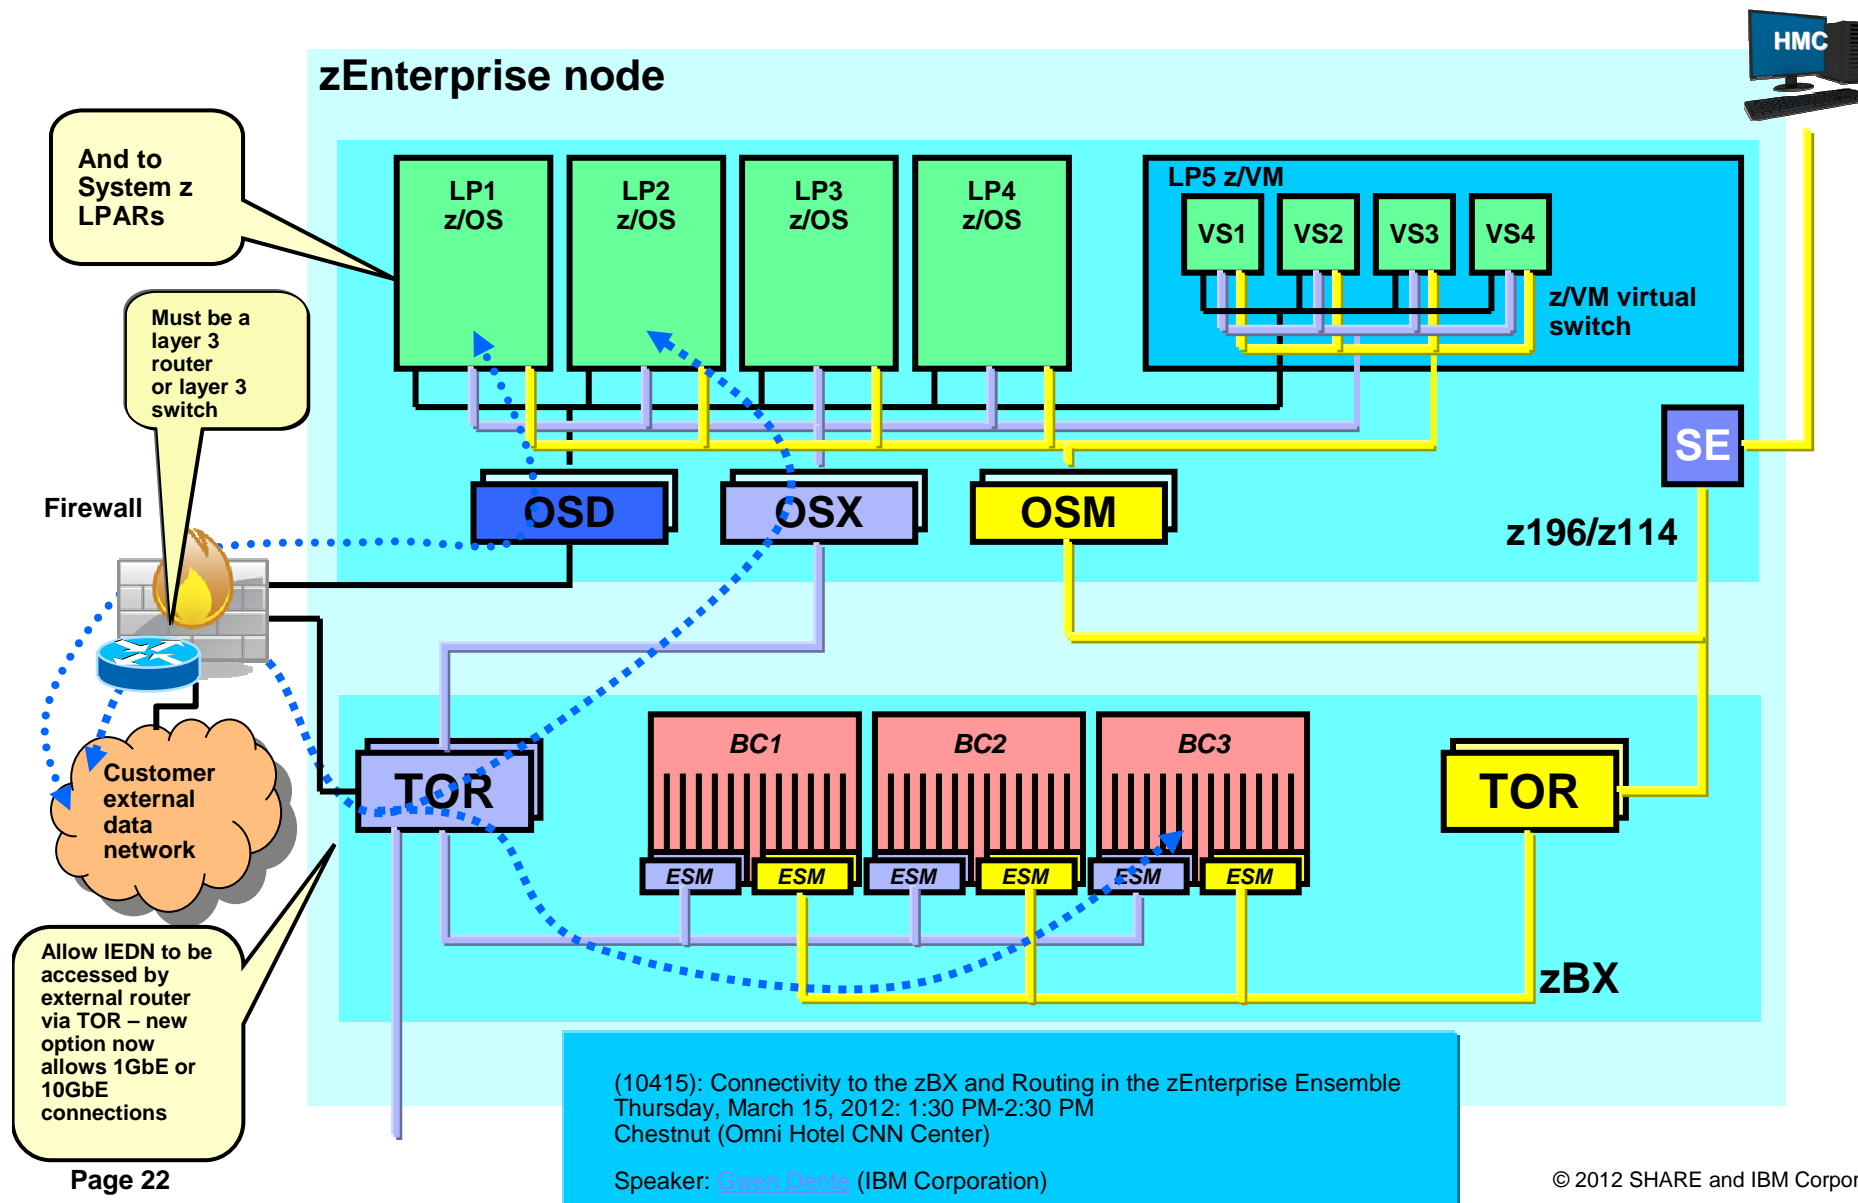 zEnterprise node
HMC
And to
System z
LPARs
LP1
z/OS
LP2
z/OS
LP3
z/OS
LP4
z/OS
LP5 z/VM
VS1
VS2
VS3
VS4
z/VM virtual
switch
Must be a
layer 3
router
or layer 3
switch
SE
Firewall
OSD
OSX
OSM
z196/z114
BC1
BC2
BC3
TOR
TOR
Customer
external
data
network
ESM
ESM
ESM
ESM
ESM
ESM
Allow IEDN to be
accessed by
external router
via TOR – new
option now
allows 1GbE or
10GbE
connections
zBX
(10415): Connectivity to the zBX and Routing in the zEnterprise Ensemble
Thursday, March 15, 2012: 1:30 PM-2:30 PM
Chestnut (Omni Hotel CNN Center)
Speaker: Gwen Dente (IBM Corporation)
Page 22
© 2012 SHARE and IBM Corpor